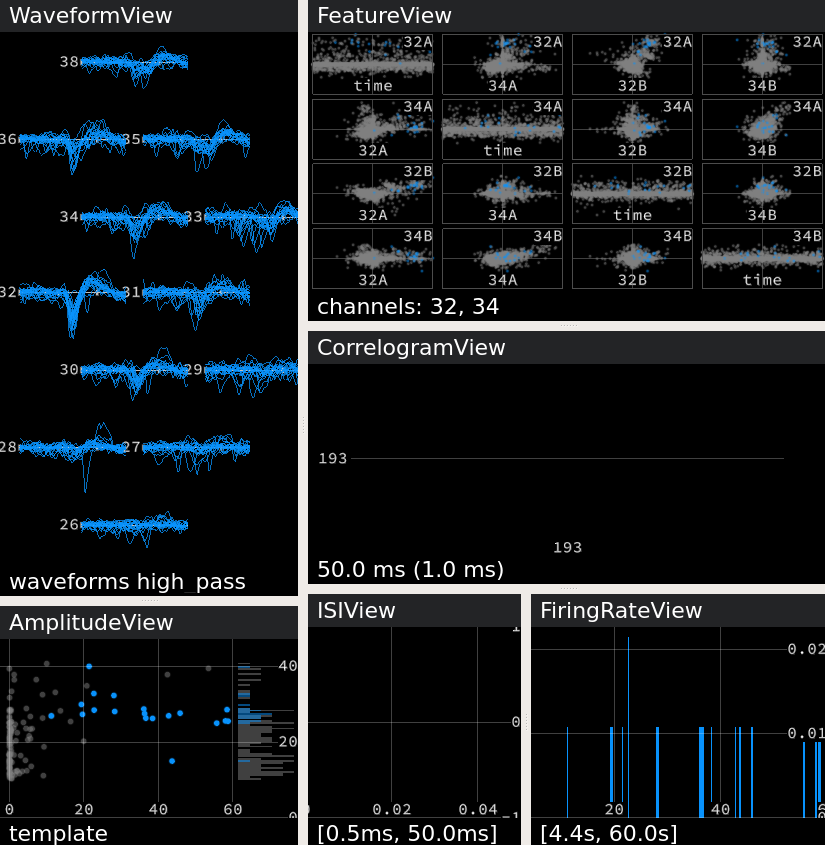 WaveformView
38
36 35
34 33
32 31
30 29
28 27
26
waveforms high_pass
FeatureView
32A 32A 32A 32A
time 34A 32B 34B
34A 34A 34A 34A
32A time 32B 34B
32B 32B 32B 32B
32A 34A time 34B
34B 34B 34B 34B
32A 34A 32B time
channels: 32, 34
CorrelogramView
193
193
50.0 ms (1.0 ms)
AmplitudeView
40
20
0
0 20 40 60
template
ISIView
0
−1
0.02 0.04
[0.5ms, 50.0ms]
FiringRateView
0.02
0.01
20 40
[4.4s, 60.0s]